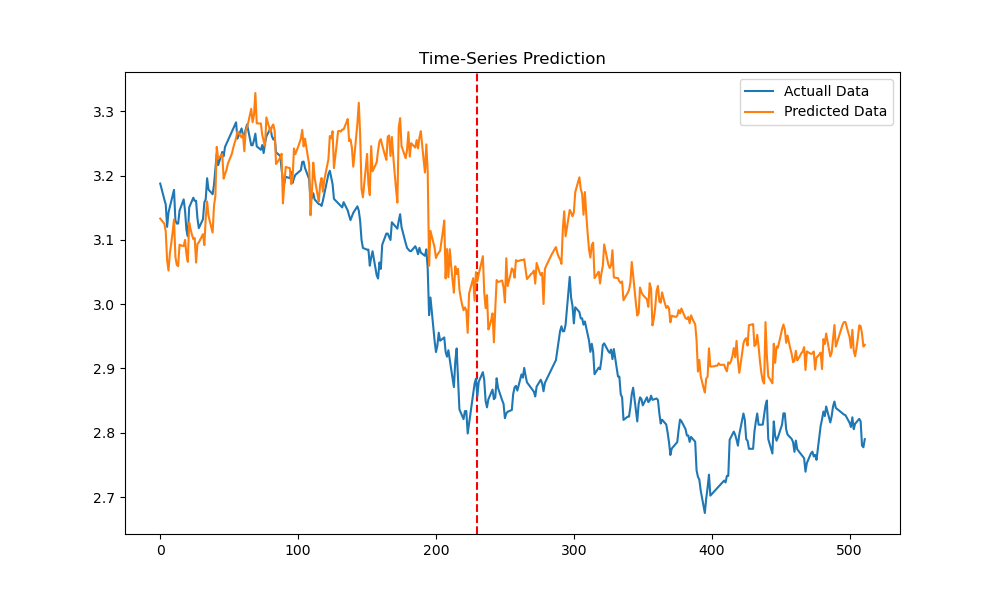 Time-Series Prediction
Actuall Data
Predicted Data
3.3
3.2
3.1
3.0
2.9
2.8
2.7
0 100 200 300 400 500